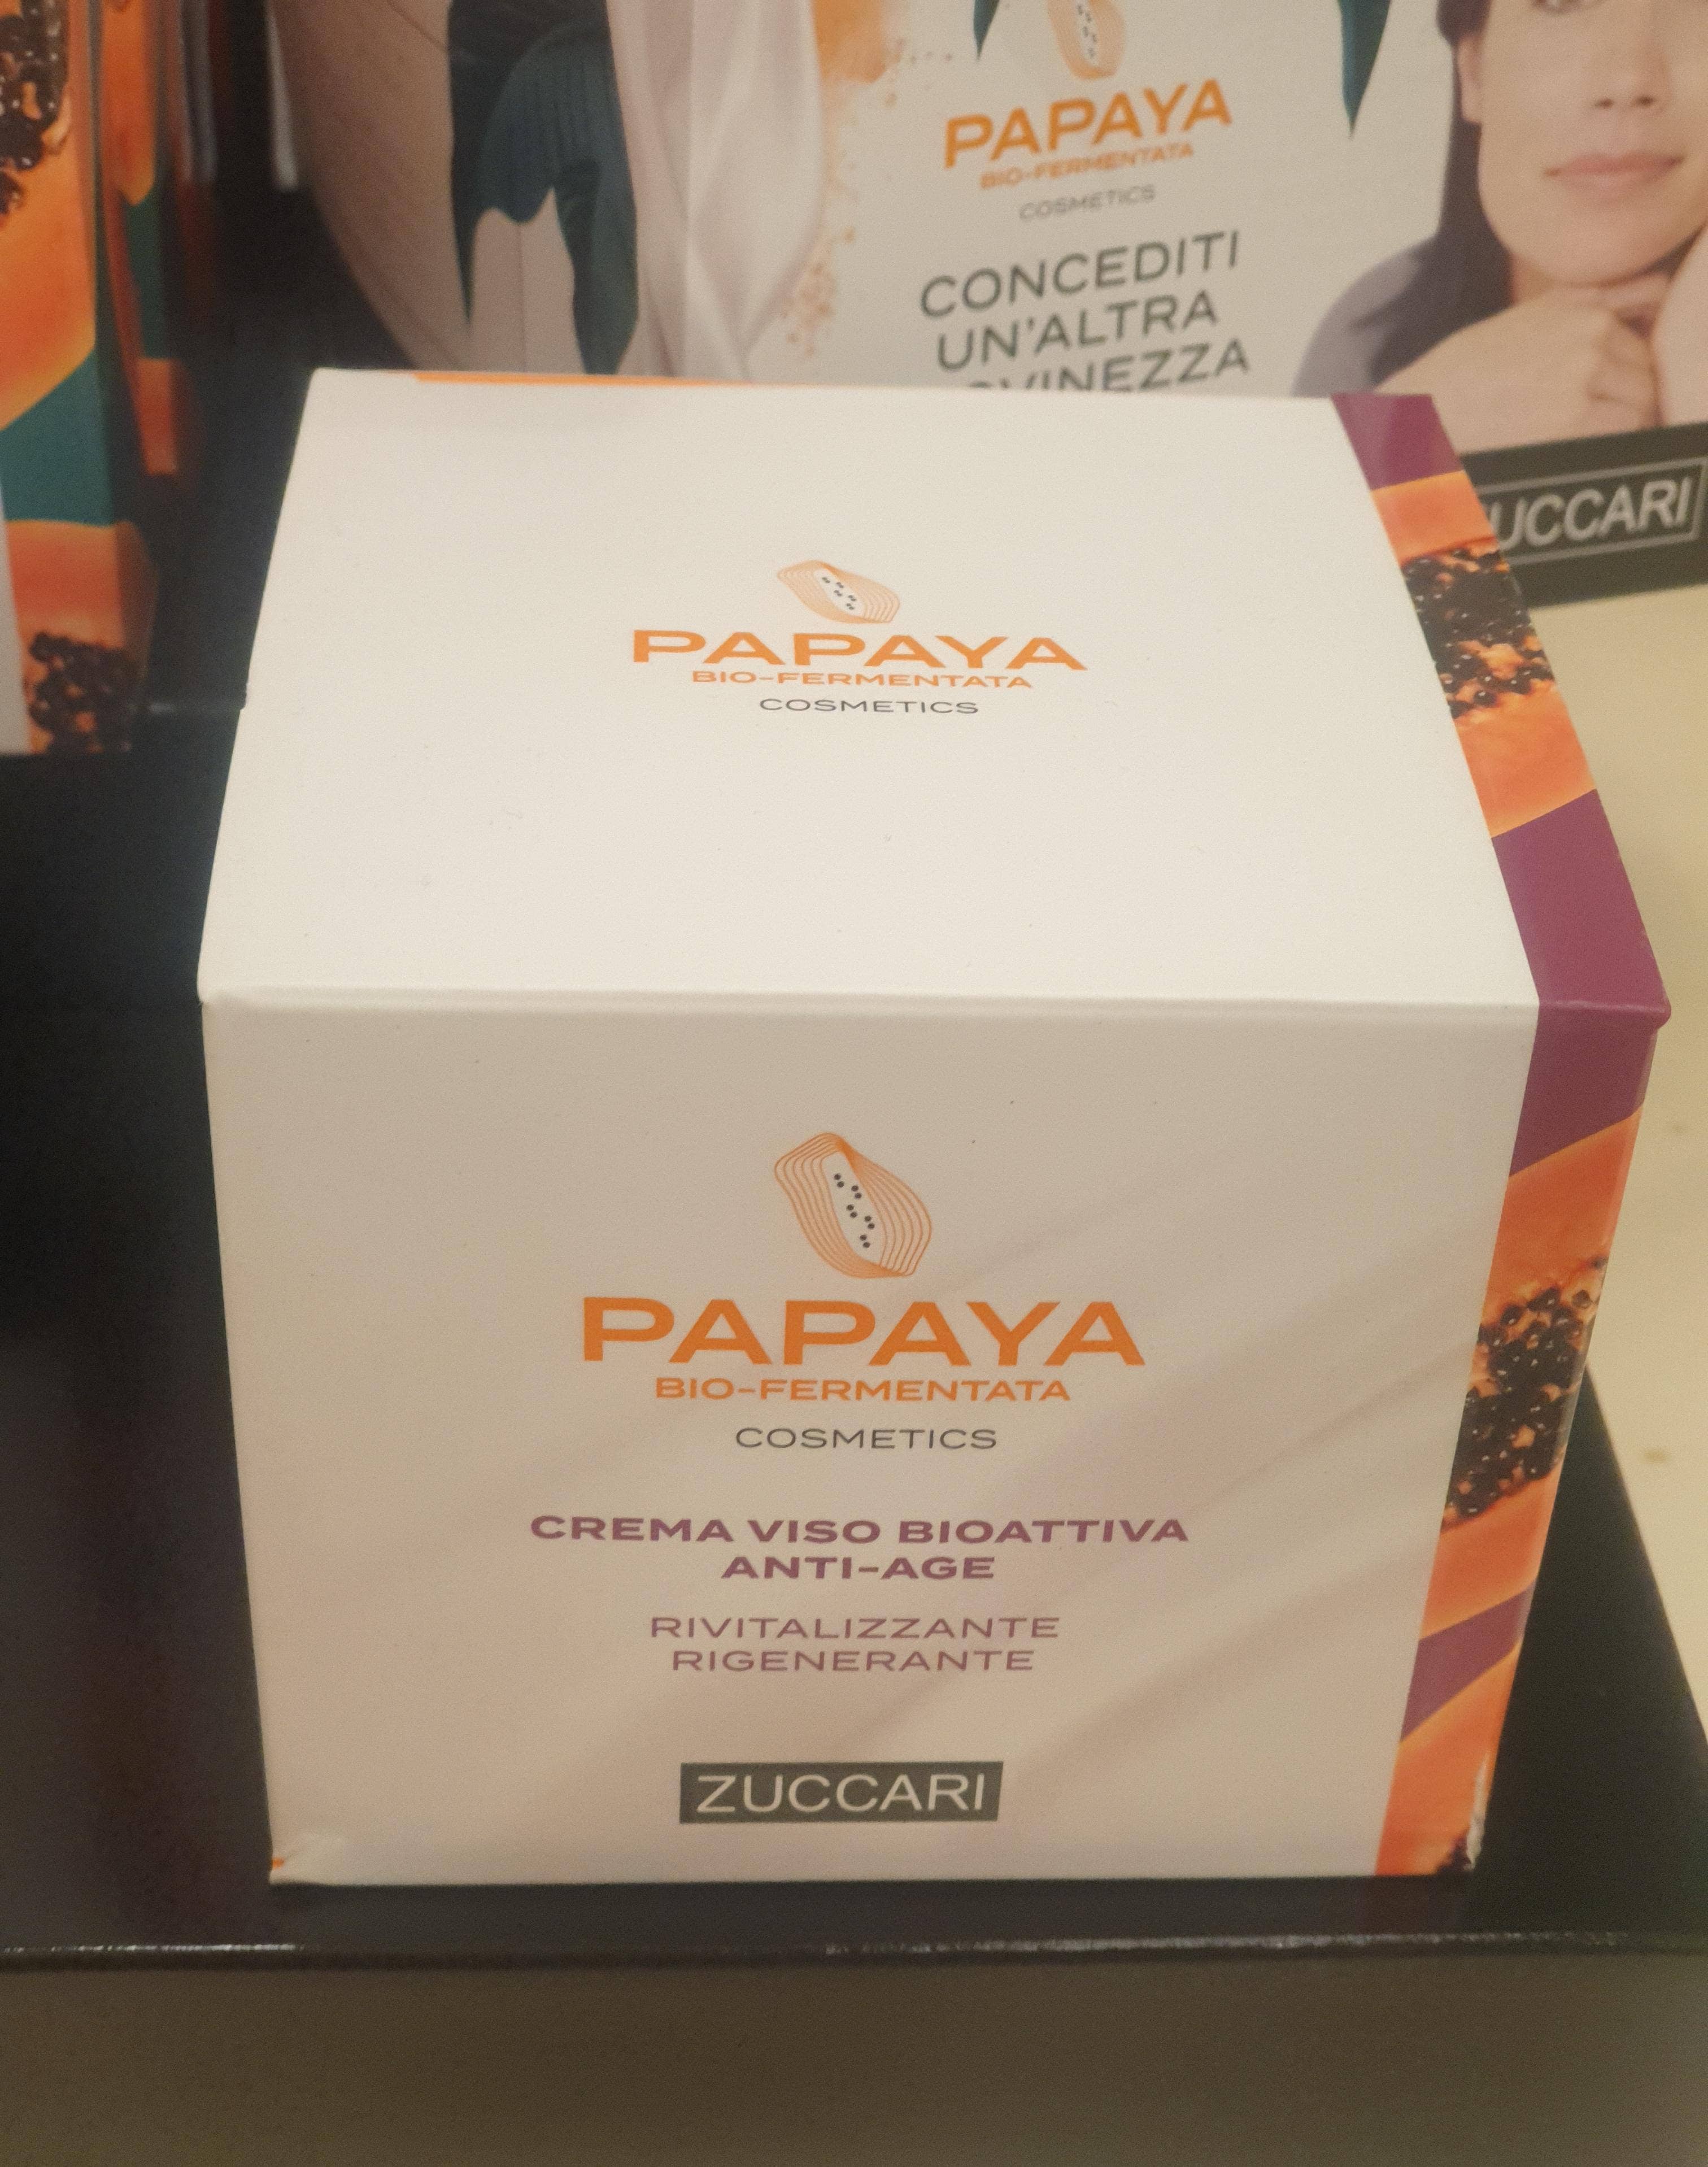 PAPAYA
BIO-FERMENTATA
COSMETICS
CONCEDITI
UN'ALTRA
ZUCCARI
PAPAYA
BIO-FERMENTATA
COSMETICS
PAPAYA
BIO-FERMENTATA
COSMETICS
CREMA VISO BIOATTIVA
ANTI-AGE
RIVITALIZZANTE
RIGENERANTE
ZUCCARI